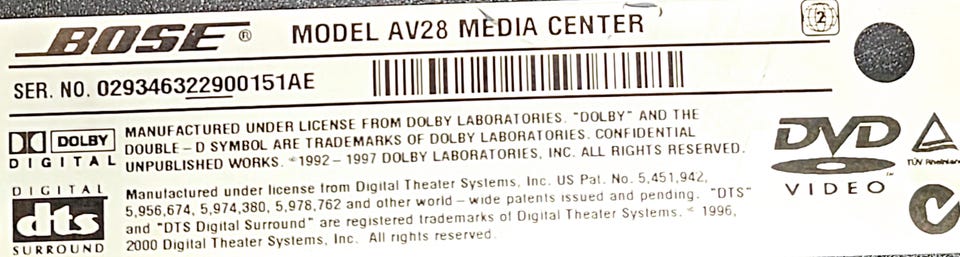 BOSE ® MODEL AV28 MEDIA CENTER
2
SER. NO. 029346322900151AE
DOLBY
DIGITAL
MANUFACTURED UNDER LICENSE FROM DOLBY LABORATORIES. "DOLBY" AND THE
DOUBLE-D SYMBOL ARE TRADEMARKS OF DOLBY LABORATORIES. CONFIDENTIAL
UNPUBLISHED WORKS. ©1992-1997 DOLBY LABORATORIES, INC. ALL RIGHTS RESERVED.
DIGITAL
dts
SURROUND
Manufactured under license from Digital Theater Systems, Inc. US Pat. No. 5,451,942,
5,956,674, 5,974,380, 5,978,762 and other world-wide patents issued and pending. "DTS"
and "DTS Digital Surround" are registered trademarks of Digital Theater Systems. © 1996,
2000 Digital Theater Systems, Inc. All rights reserved.
DVD
VIDEO™
TÜV Rheinland